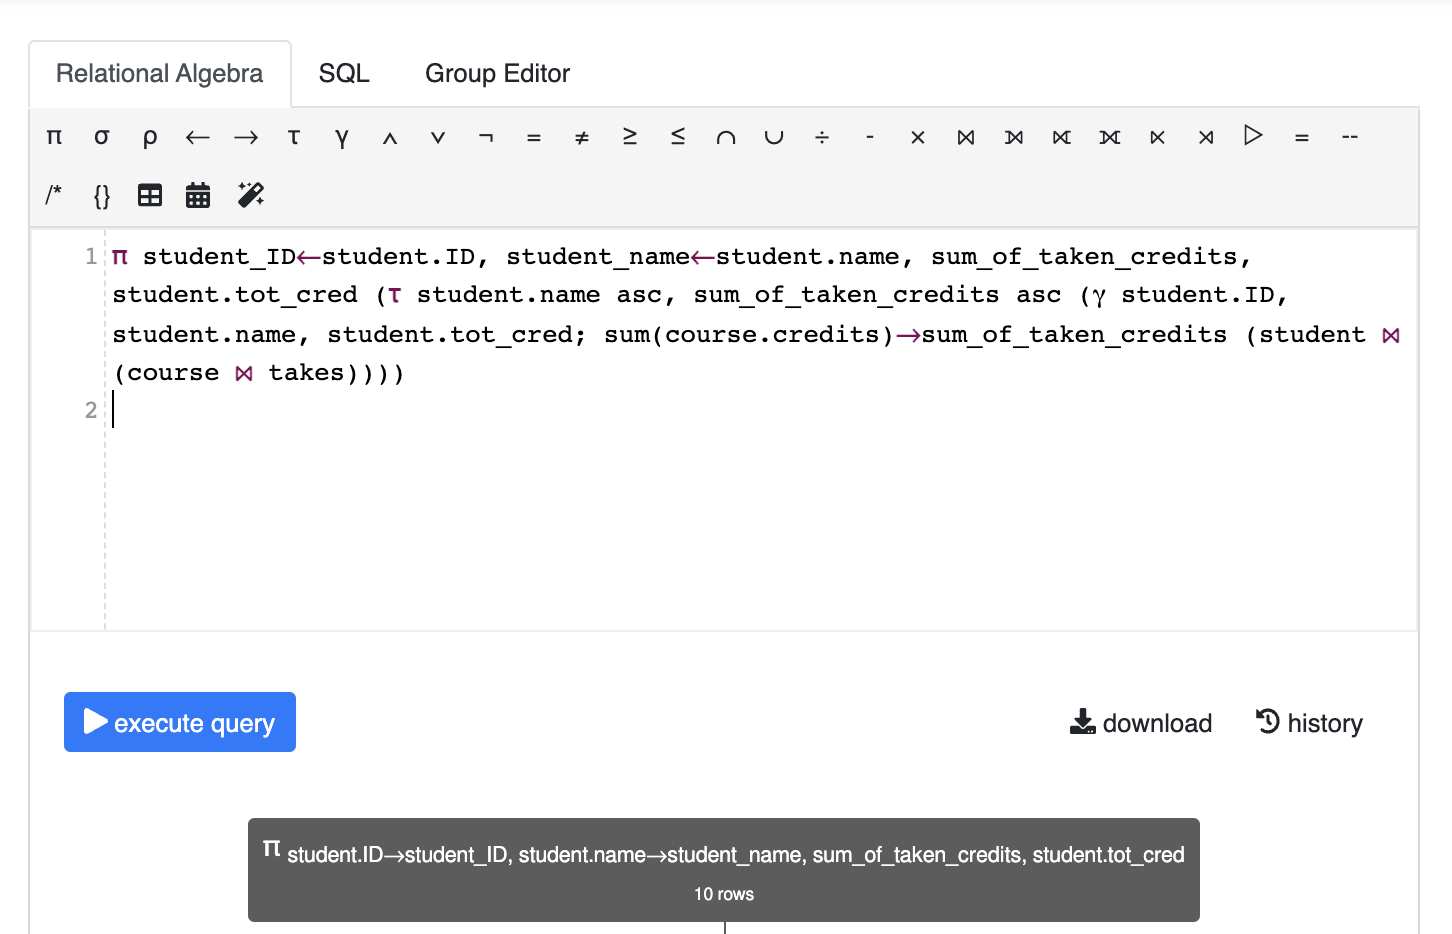 Relational Algebra SQL Group Editor
π σ ρ ← → τ γ ∧ ∨ ¬ = ≠ ≥ ≤ ∩ ∪ ÷ - × ⋈ ⟕ ⟖ ⟗ ⋉ ⋊ ▷ = --
/* {}
1 π student_ID←student.ID, student_name←student.name, sum_of_taken_credits,
student.tot_cred (τ student.name asc, sum_of_taken_credits asc (γ student.ID,
student.name, student.tot_cred; sum(course.credits)→sum_of_taken_credits (student ⋈
(course ⋈ takes))))
2
execute query download history
π student.ID→student_ID, student.name→student_name, sum_of_taken_credits, student.tot_cred
10 rows